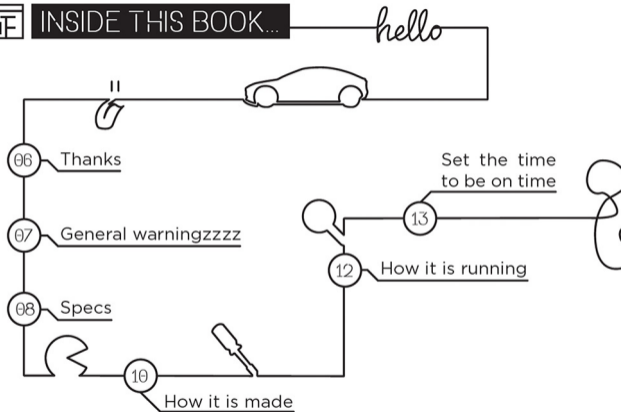 INSIDE THIS BOOK...
hello
06 Thanks
07 General warningzzzz
08 Specs
10
How it is made
12 How it is running
Set the time
to be on time
13